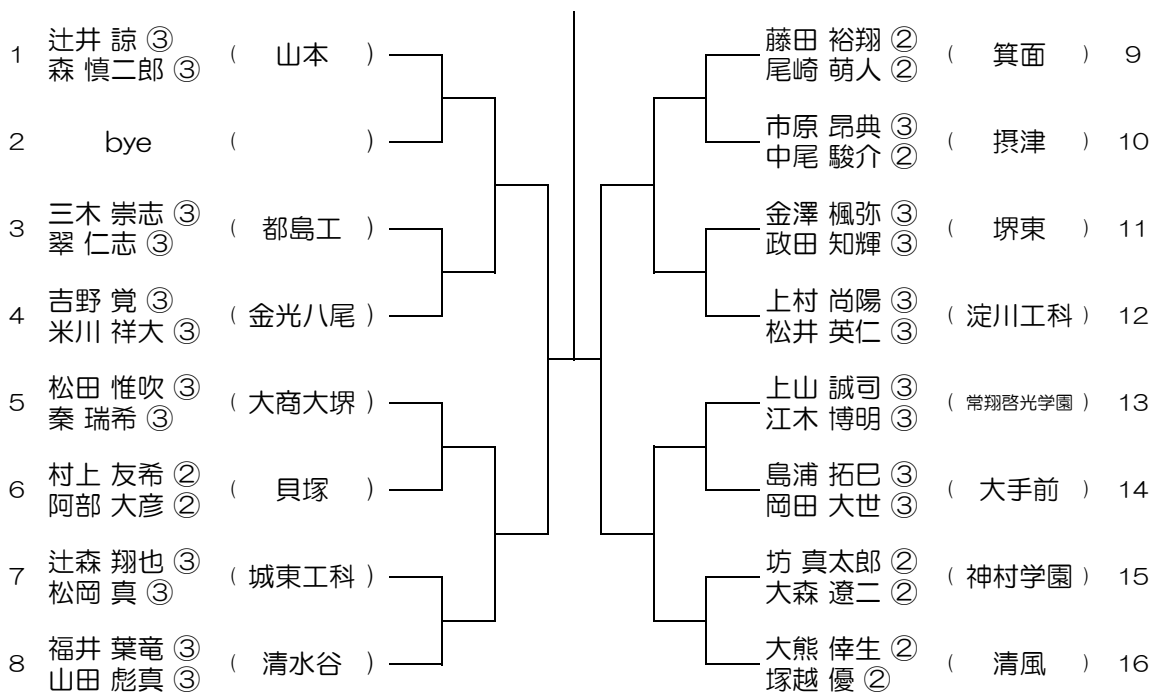 1 辻井 諒 ③
森 慎二郎 ③ ( 山本 )
2 bye ( )
3 三木 崇志 ③
翠 仁志 ③ ( 都島工 )
4 吉野 覚 ③
米川 祥大 ③ ( 金光八尾 )
5 松田 惟吹 ③
秦 瑞希 ③ ( 大商大堺 )
6 村上 友希 ②
阿部 大彦 ② ( 貝塚 )
7 辻森 翔也 ③
松岡 真 ③ ( 城東工科 )
8 福井 葉竜 ③
山田 彪真 ③ ( 清水谷 )
藤田 裕翔 ②
尾崎 萌人 ② ( 箕面 ) 9
市原 昂典 ③
中尾 駿介 ② ( 摂津 ) 10
金澤 楓弥 ③
政田 知輝 ③ ( 堺東 ) 11
上村 尚陽 ③
松井 英仁 ③ ( 淀川工科 ) 12
上山 誠司 ③
江木 博明 ③ ( 常翔啓光学園 ) 13
島浦 拓巳 ③
岡田 大世 ③ ( 大手前 ) 14
坊 真太郎 ②
大森 遼二 ② ( 神村学園 ) 15
大熊 倖生 ②
塚越 優 ② ( 清風 ) 16